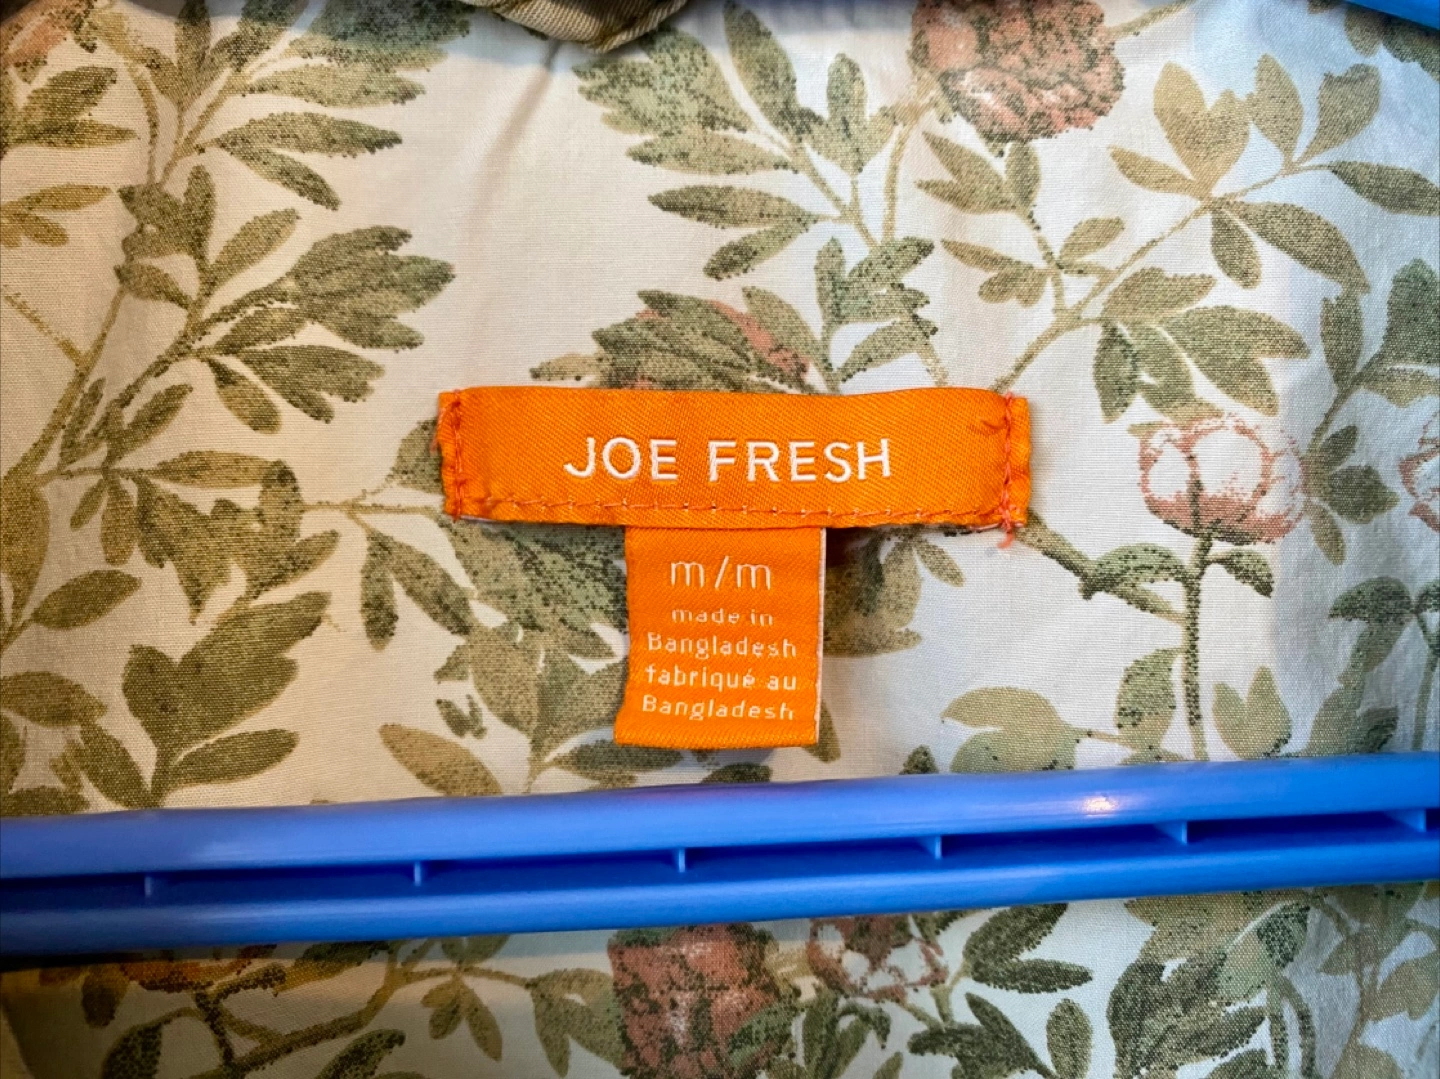 JOE FRESH
m/m
made in
Bangladesh
fabriqué au
Bangladesh